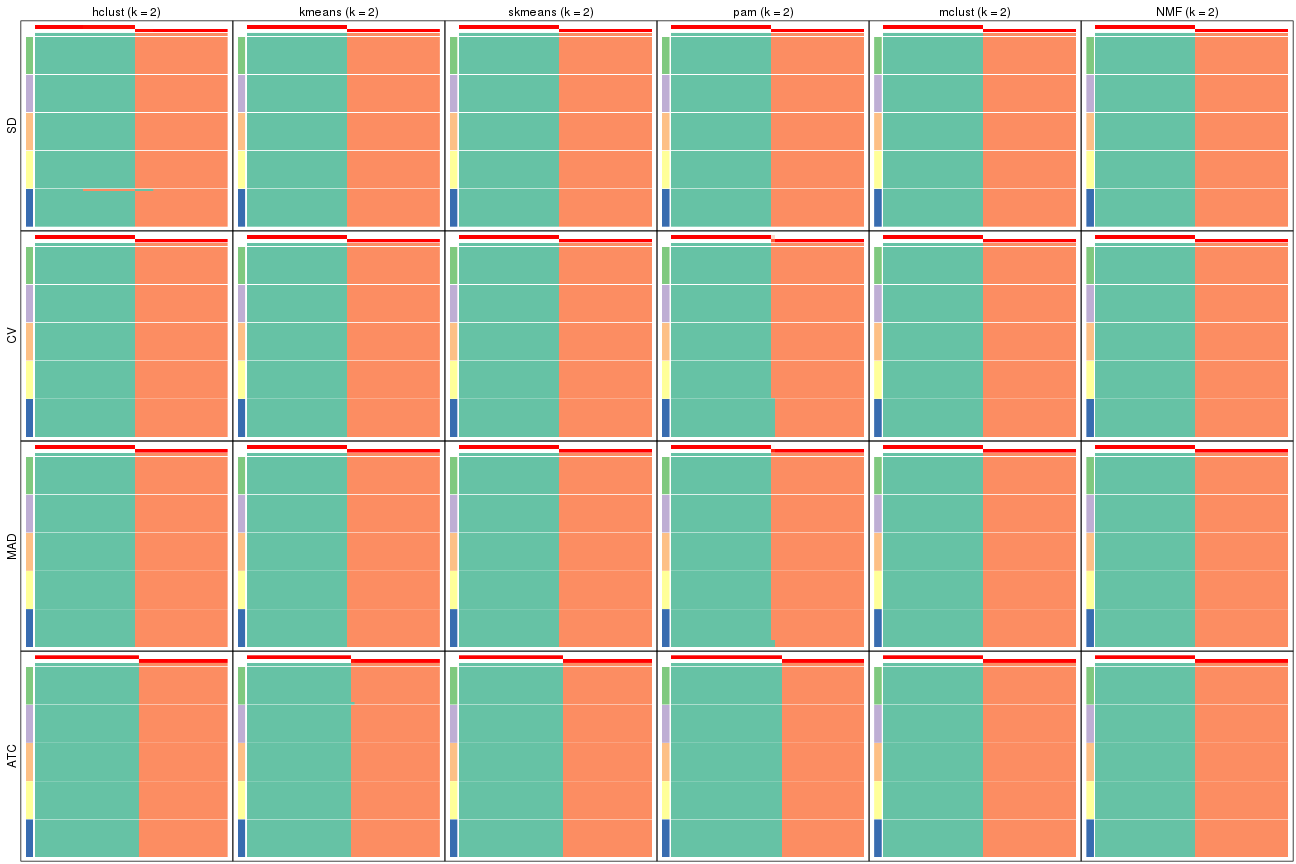 hclust (k = 2)
kmeans (k = 2)
skmeans (k = 2)
pam (k = 2)
mclust (k = 2)
NMF (k = 2)
SD
CV
MAD
ATC